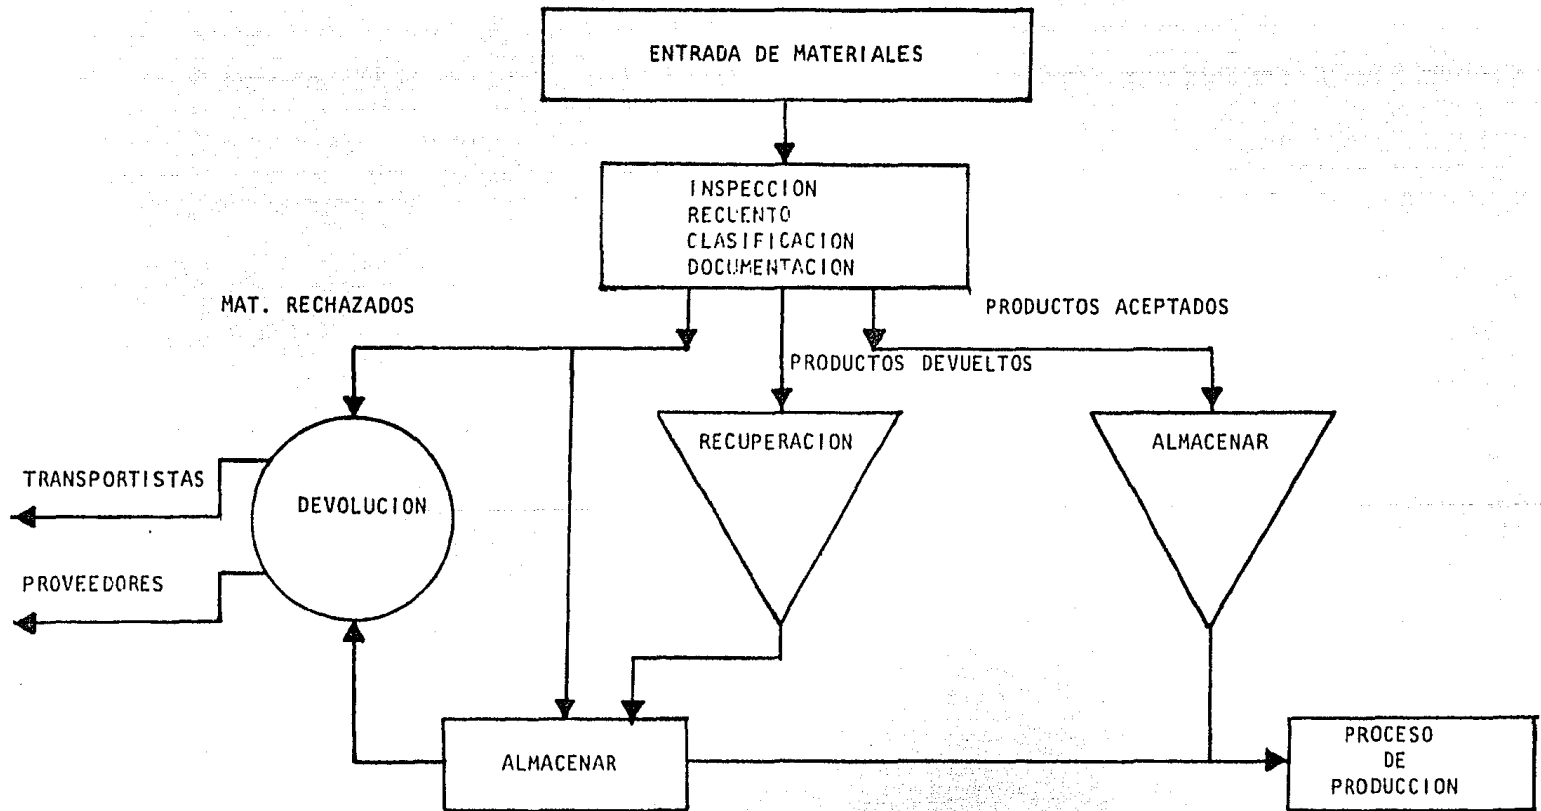 ENTRADA DE MATERIALES
INSPECCION
RECUENTO
CLASIFICACION
DOCUMENTACION
MAT. RECHAZADOS
PRODUCTOS ACEPTADOS
PRODUCTOS DEVUELTOS
RECUPERACION
ALMACENAR
TRANSPORTISTAS
DEVOLUCION
PROVEEDORES
ALMACENAR
PROCESO
DE
PRODUCCION